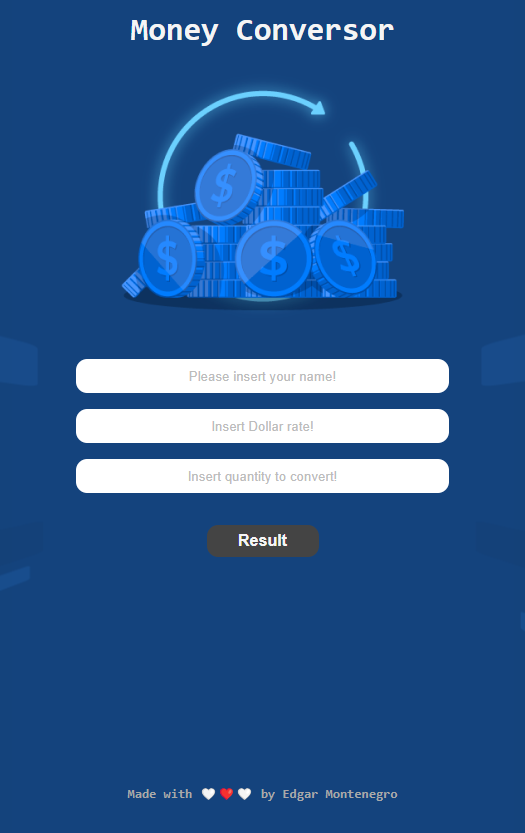 Money Conversor
$
$ $ $
Please insert your name!
Insert Dollar rate!
Insert quantity to convert!
Result
Made with 🤍❤️🤍 by Edgar Montenegro